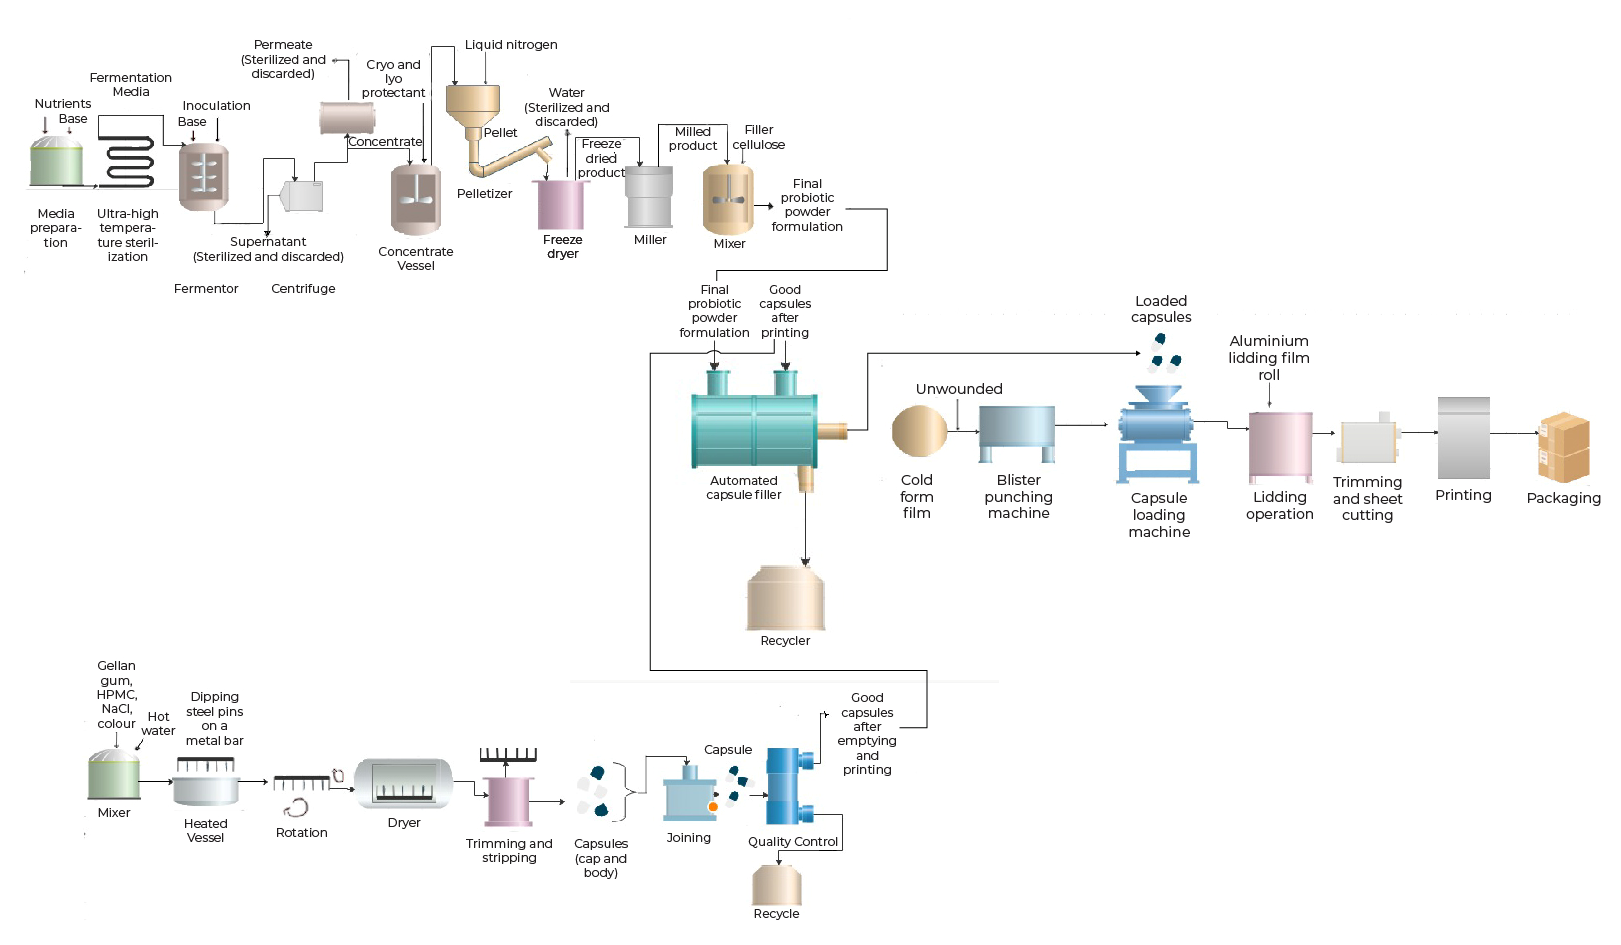 Permeate
(Sterilized and
discarded)
Liquid nitrogen
Cryo and
lyo
protectant
Fermentation
Media
Nutrients
Base
Inoculation
Base
Water
(Sterilized and
discarded)
Pellet
Concentrate
Freeze
dried
product
Milled
product
Filler
cellulose
Pelletizer
Final
probiotic
powder
formulation
Media
prepara-
tion
Ultra-high
tempera-
ture steril-
ization
Supernatant
(Sterilized and discarded)
Fermentor
Centrifuge
Concentrate
Vessel
Freeze
dryer
Miller
Mixer
Final
probiotic
powder
formulation
Good
capsules
after
printing
Loaded
capsules
Aluminium
lidding film
roll
Unwounded
Automated
capsule filler
Cold
form
film
Blister
punching
machine
Capsule
loading
machine
Lidding
operation
Trimming
and sheet
cutting
Printing
Packaging
Recycler
Gellan
gum,
HPMC,
NaCl,
colour
Hot
water
Dipping
steel pins
on a
metal bar
Good
capsules
after
emptying
and
printing
Capsule
Mixer
Heated
Vessel
Rotation
Dryer
Trimming and
stripping
Capsules
(cap and
body)
Joining
Quality Control
Recycle